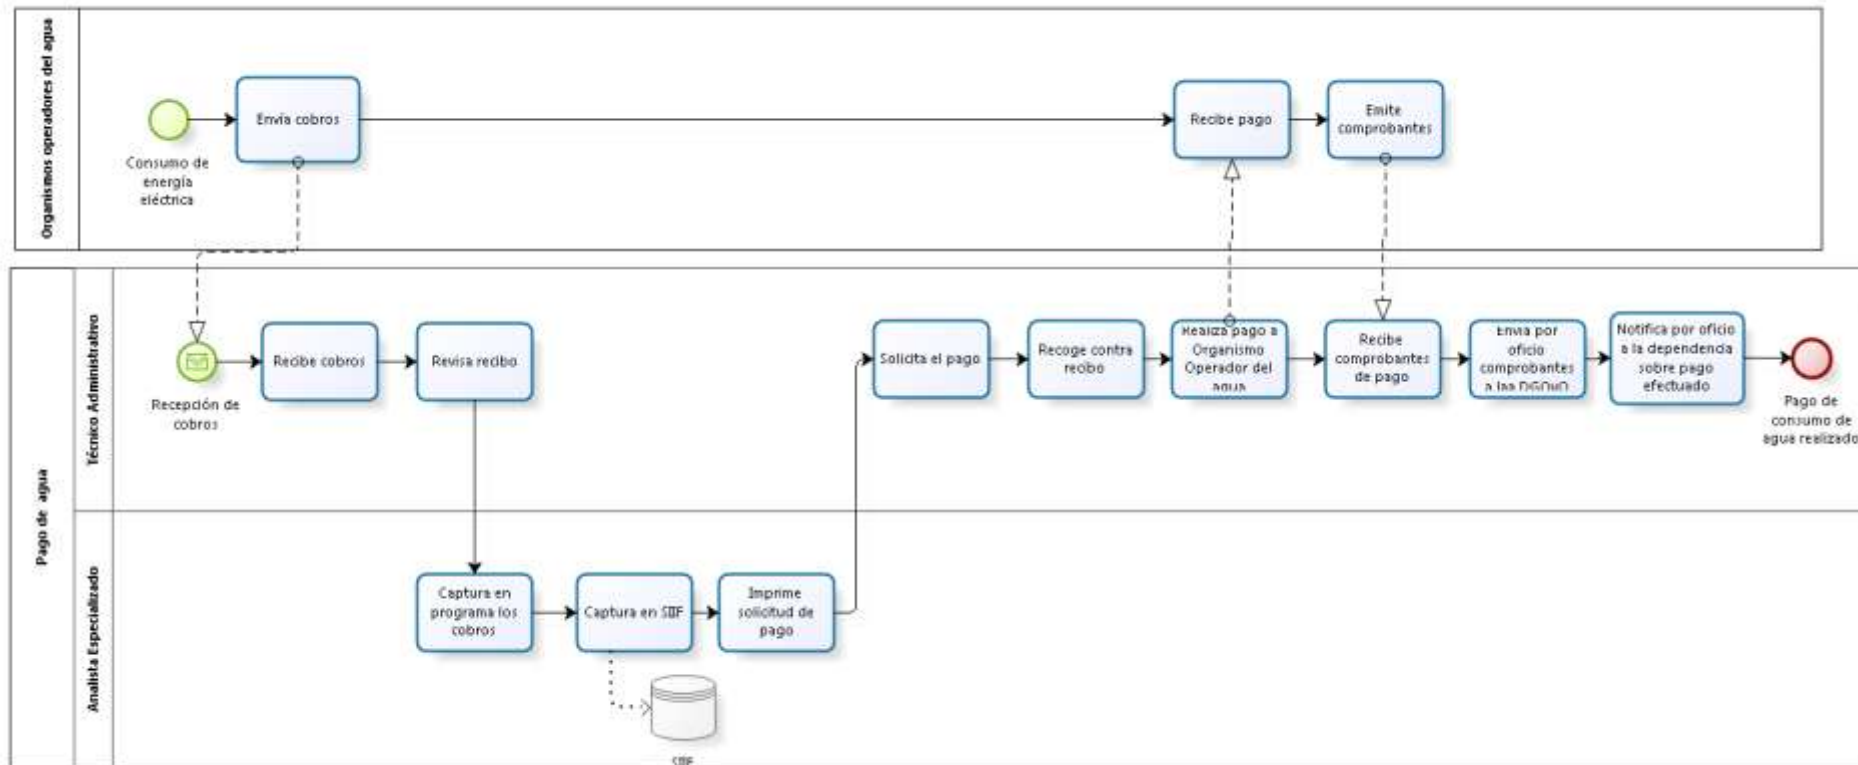 Organismos operadores del agua
Consumo de
energía
eléctrica
Envía cobros
Recibe pago
Emite
comprobantes
Pago de agua
Técnico Administrativo
Recepción de
cobros
Recibe cobros
Revisa recibo
Solicita el pago
Recoge contra
recibo
Realiza pago a
Organismo
Operador del
agua
Recibe
comprobantes
de pago
Envía por
oficio
comprobantes
a las
Notifica por oficio
a la dependencia
sobre pago
efectuado
Pago de
consumo de
agua realizado
Analista Especializado
Captura en
programa los
cobros
Captura en SIIF
Imprime
solicitud de
pago
SIIF